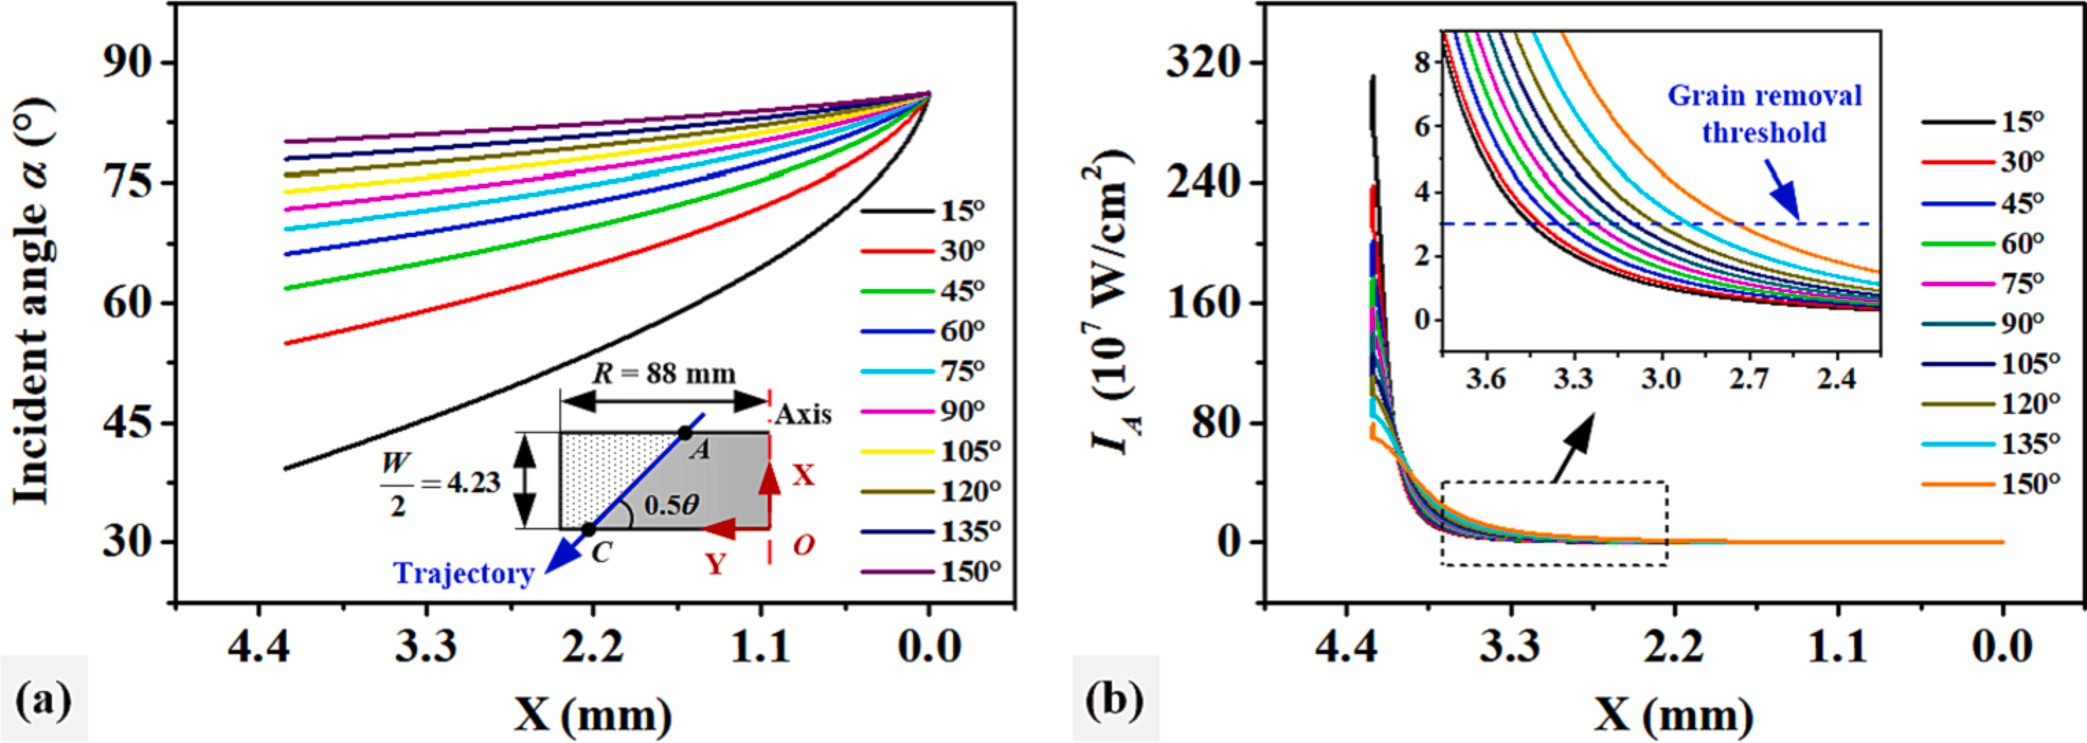 Incident angle α (°)
90
75
60
45
30
4.4
3.3
2.2
1.1
0.0
X (mm)
15°
30°
45°
60°
75°
90°
105°
120°
135°
150°
R = 88 mm
Axis
W
2
= 4.23
A
X
0.5θ
C
Y
O
Trajectory
(a)
I_A (10^7 W/cm^2)
320
240
160
80
0
4.4
3.3
2.2
1.1
0.0
X (mm)
8
6
4
2
0
3.6
3.3
3.0
2.7
2.4
Grain removal
threshold
15°
30°
45°
60°
75°
90°
105°
120°
135°
150°
(b)